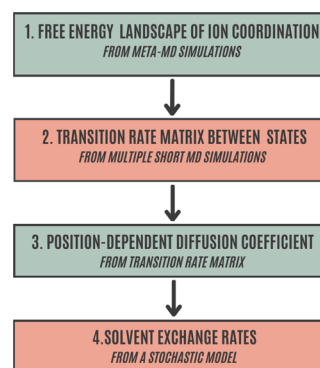 1. FREE ENERGY LANDSCAPE OF ION COORDINATION
FROM META-MD SIMULATIONS
2. TRANSITION RATE MATRIX BETWEEN STATES
FROM MULTIPLE SHORT MD SIMULATIONS
3. POSITION-DEPENDENT DIFFUSION COEFFICIENT
FROM TRANSITION RATE MATRIX
4.SOLVENT EXCHANGE RATES
FROM A STOCHASTIC MODEL